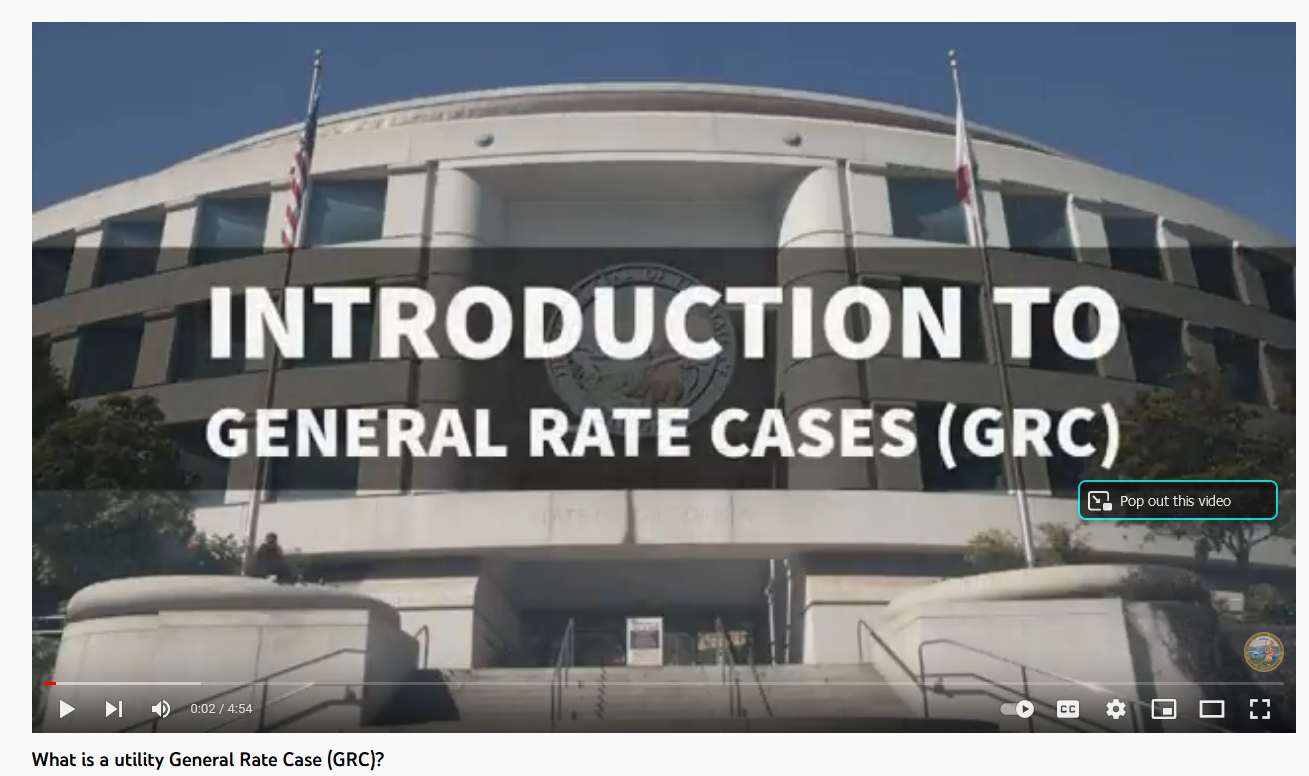 INTRODUCTION TO
GENERAL RATE CASES (GRC)
Pop out this video
0:02 / 4:54
CC
What is a utility General Rate Case (GRC)?